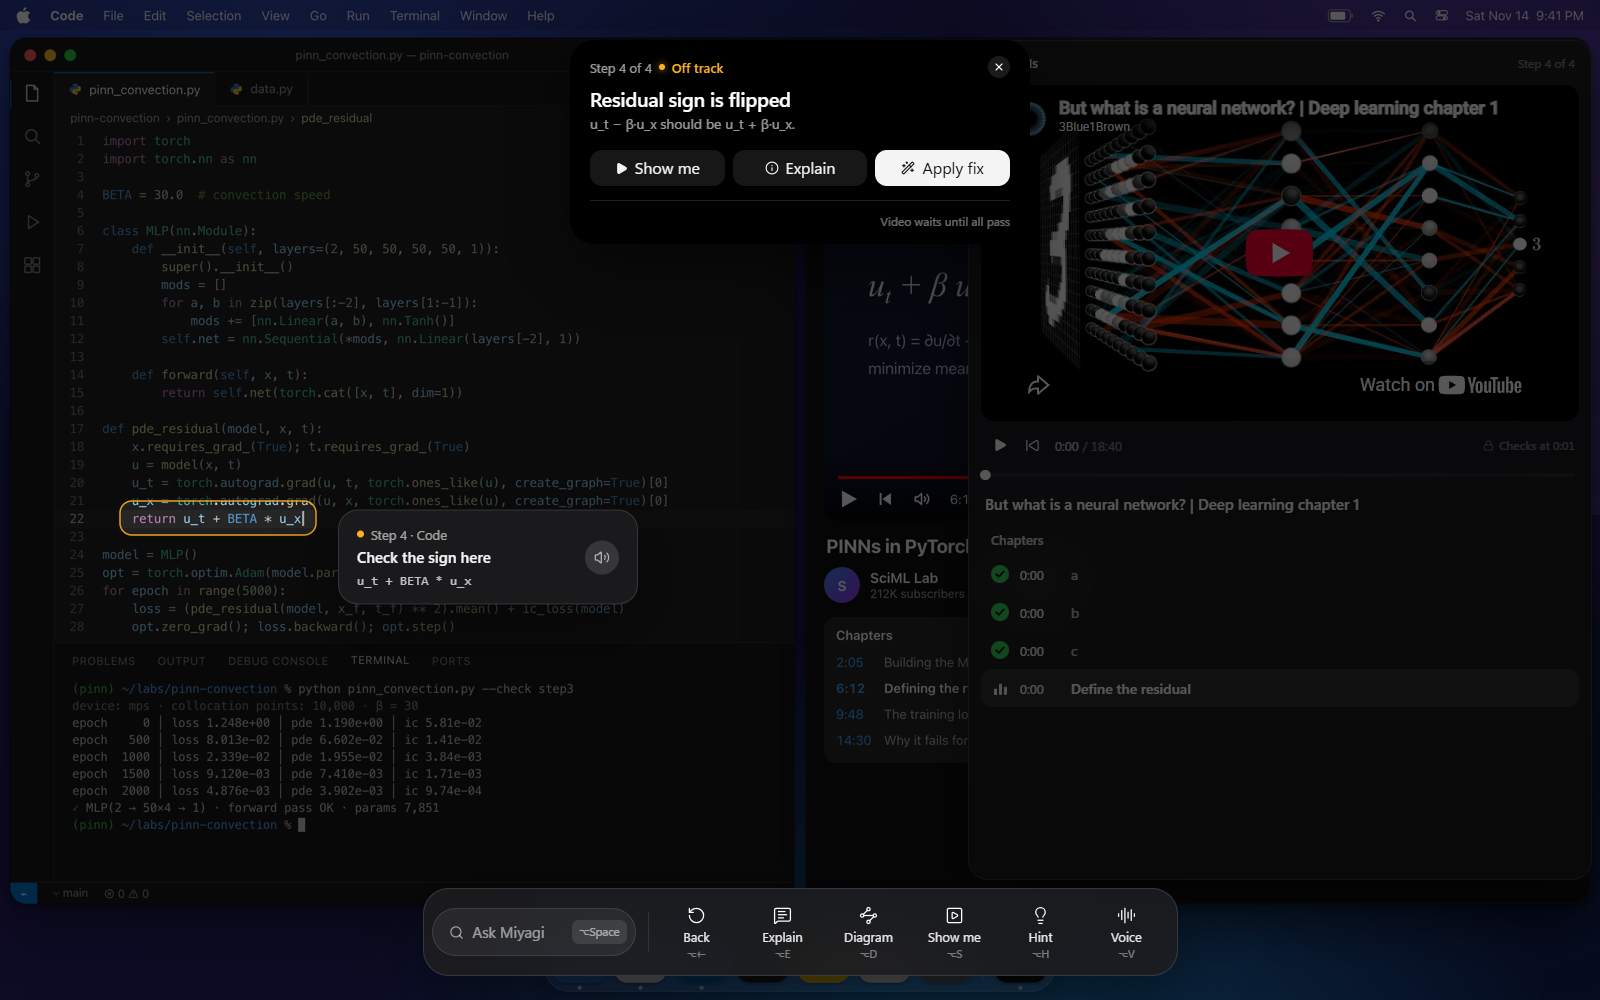 Code File Edit Selection View Go Run Terminal Window Help
Sat Nov 14 9:41 PM
pinn_convection.py — pinn-convection
pinn_convection.py
data.py
pinn-convection › pinn_convection.py › pde_residual
1 import torch
2 import torch.nn as nn
3
4 BETA = 30.0 # convection speed
5
6 class MLP(nn.Module):
7 def __init__(self, layers=(2, 50, 50, 50, 50, 1)):
8 super().__init__()
9 mods = []
10 for a, b in zip(layers[:-2], layers[1:-1]):
11 mods += [nn.Linear(a, b), nn.Tanh()]
12 self.net = nn.Sequential(*mods, nn.Linear(layers[-2], 1))
13
14 def forward(self, x, t):
15 return self.net(torch.cat([x, t], dim=1))
16
17 def pde_residual(model, x, t):
18 x.requires_grad_(True); t.requires_grad_(True)
19 u = model(x, t)
20 u_t = torch.autograd.grad(u, t, torch.ones_like(u), create_graph=True)[0]
21 u_x = torch.autograd.grad(u, x, torch.ones_like(u), create_graph=True)[0]
22 return u_t + BETA * u_x
23
24 model = MLP()
25 opt = torch.optim.Adam(model.par
26 for epoch in range(5000):
27 loss = (pde_residual(model, x_f, t_f) ** 2).mean() + ic_loss(model)
28 opt.zero_grad(); loss.backward(); opt.step()
Step 4 · Code
Check the sign here
u_t + BETA * u_x
PROBLEMS OUTPUT DEBUG CONSOLE TERMINAL PORTS
(pinn) ~/labs/pinn-convection % python pinn_convection.py --check step3
device: mps · collocation points: 10,000 · β = 30
epoch 0 | loss 1.248e+00 | pde 1.190e+00 | ic 5.81e-02
epoch 500 | loss 8.013e-02 | pde 6.602e-02 | ic 1.41e-02
epoch 1000 | loss 2.339e-02 | pde 1.955e-02 | ic 3.84e-03
epoch 1500 | loss 9.120e-03 | pde 7.410e-03 | ic 1.71e-03
epoch 2000 | loss 4.876e-03 | pde 3.902e-03 | ic 9.74e-04
✓ MLP(2 → 50×4 → 1) · forward pass OK · params 7,851
(pinn) ~/labs/pinn-convection %
main 0 0
Step 4 of 4 • Off track
Residual sign is flipped
u_t − β·u_x should be u_t + β·u_x.
Show me
Explain
Apply fix
Video waits until all pass
u_t + β u
r(x, t) = ∂u/∂t
minimize mea
6:1
PINNs in PyTorc
S
SciML Lab
212K subscribers
Chapters
2:05 Building the M
6:12 Defining the r
9:48 The training lo
14:30 Why it fails for
ls
Step 4 of 4
But what is a neural network? | Deep learning chapter 1
3Blue1Brown
3
Watch on YouTube
0:00 / 18:40
Checks at 0:01
But what is a neural network? | Deep learning chapter 1
Chapters
0:00 a
0:00 b
0:00 c
0:00 Define the residual
Ask Miyagi ⌥Space
Back
⌥←
Explain
⌥E
Diagram
⌥D
Show me
⌥S
Hint
⌥H
Voice
⌥V